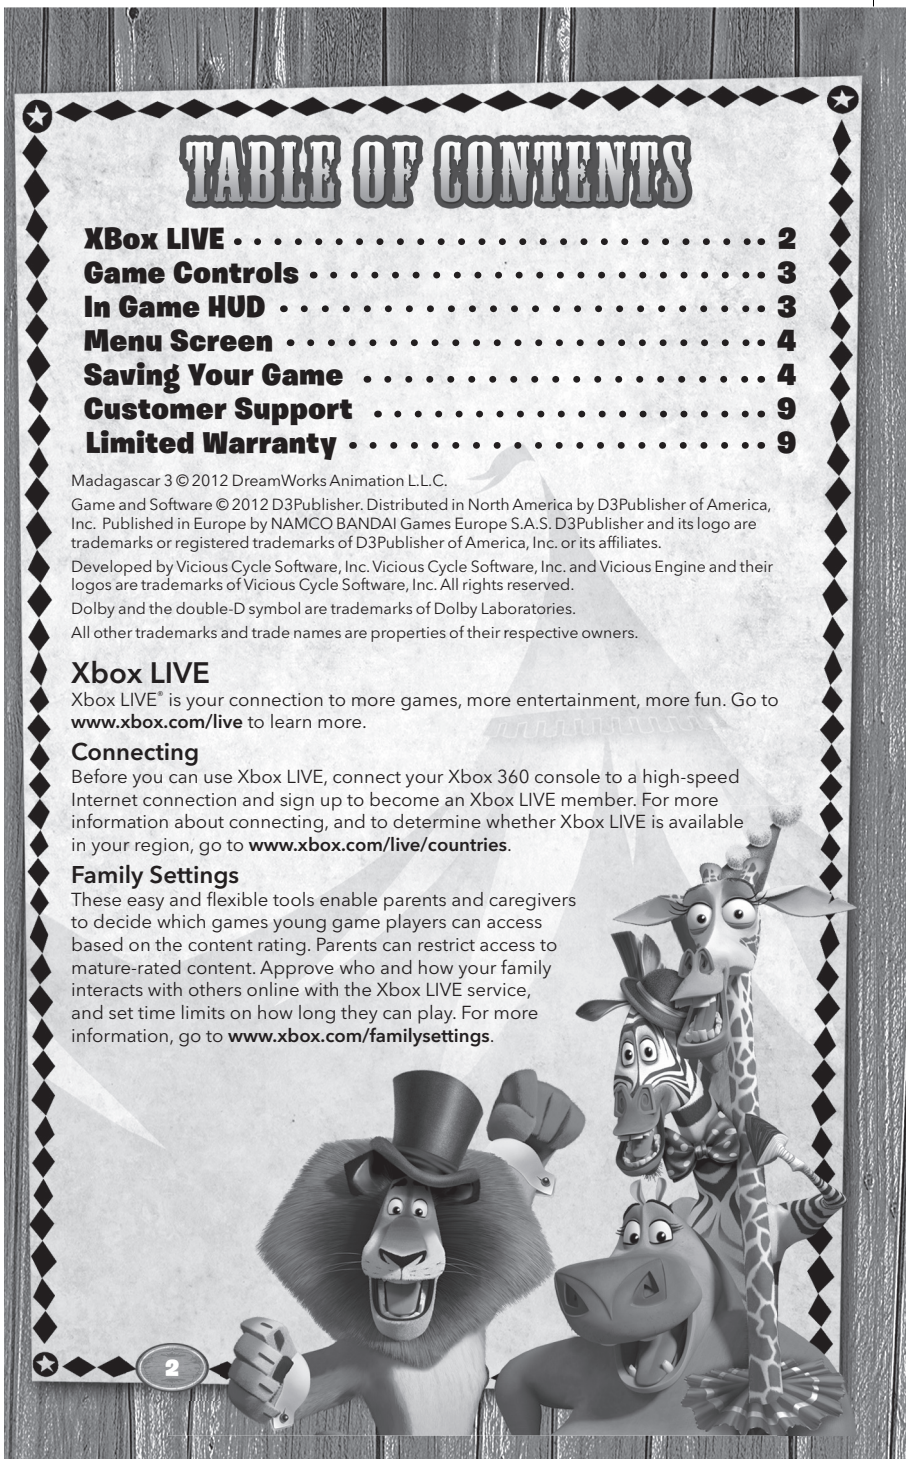 TABLE OF CONTENTS
XBox LIVE . . . . . . . . . . . . . . . . . . . . . . . . . . . 2
Game Controls . . . . . . . . . . . . . . . . . . . . . . . 3
In Game HUD . . . . . . . . . . . . . . . . . . . . . . . . . 3
Menu Screen . . . . . . . . . . . . . . . . . . . . . . . . 4
Saving Your Game . . . . . . . . . . . . . . . . . . . . . 4
Customer Support . . . . . . . . . . . . . . . . . . . . 9
Limited Warranty . . . . . . . . . . . . . . . . . . . . . 9
Madagascar 3 © 2012 DreamWorks Animation L.L.C.
Game and Software © 2012 D3Publisher. Distributed in North America by D3Publisher of America,
Inc. Published in Europe by NAMCO BANDAI Games Europe S.A.S. D3Publisher and its logo are
trademarks or registered trademarks of D3Publisher of America, Inc. or its affiliates.
Developed by Vicious Cycle Software, Inc. Vicious Cycle Software, Inc. and Vicious Engine and their
logos are trademarks of Vicious Cycle Software, Inc. All rights reserved.
Dolby and the double-D symbol are trademarks of Dolby Laboratories.
All other trademarks and trade names are properties of their respective owners.
Xbox LIVE
Xbox LIVE® is your connection to more games, more entertainment, more fun. Go to
www.xbox.com/live to learn more.
Connecting
Before you can use Xbox LIVE, connect your Xbox 360 console to a high-speed
Internet connection and sign up to become an Xbox LIVE member. For more
information about connecting, and to determine whether Xbox LIVE is available
in your region, go to www.xbox.com/live/countries.
Family Settings
These easy and flexible tools enable parents and caregivers
to decide which games young game players can access
based on the content rating. Parents can restrict access to
mature-rated content. Approve who and how your family
interacts with others online with the Xbox LIVE service,
and set time limits on how long they can play. For more
information, go to www.xbox.com/familysettings.
2